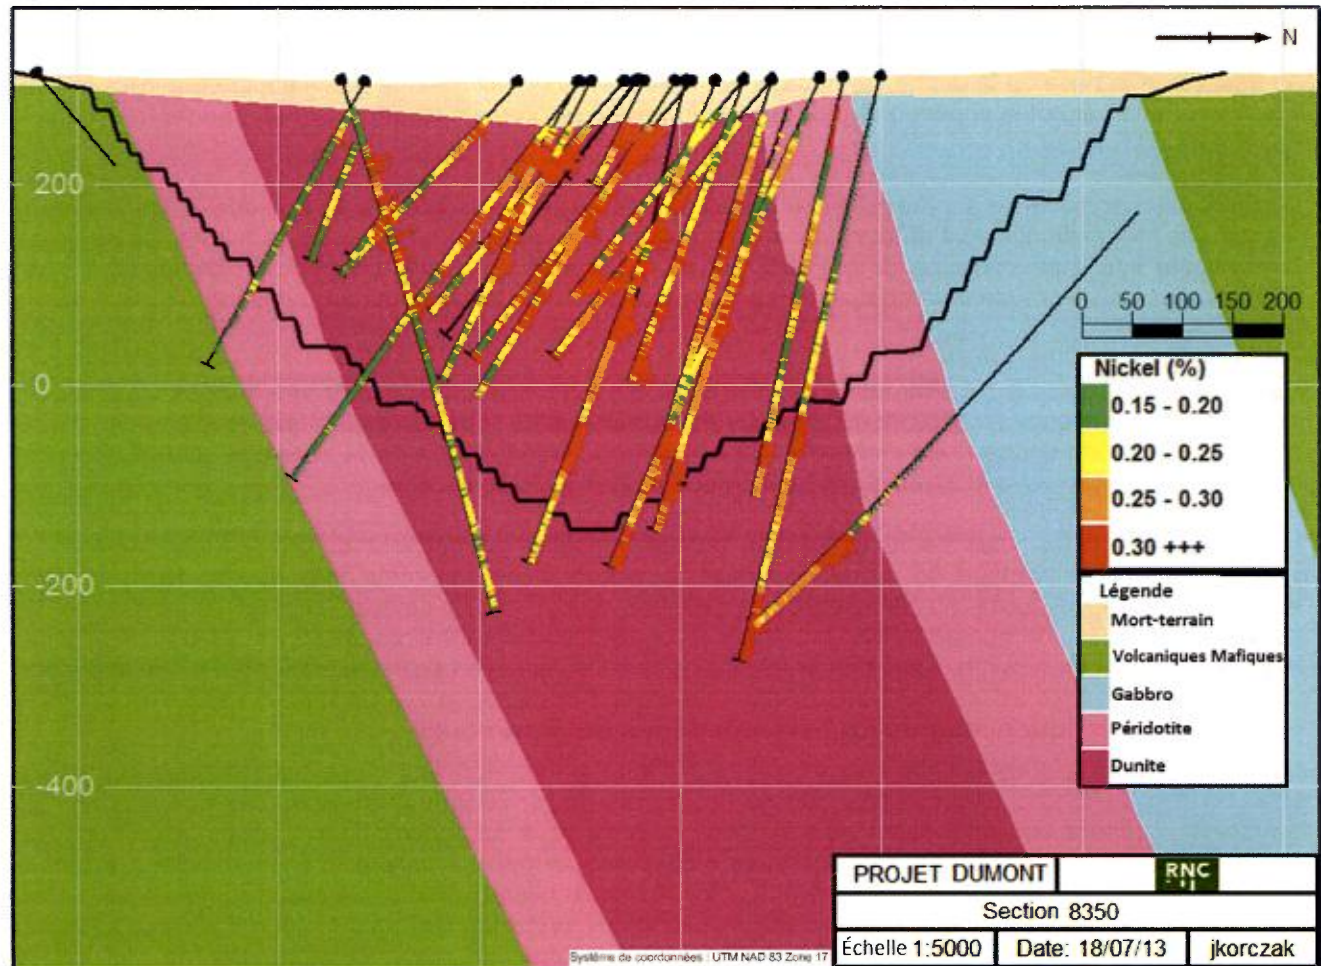 N
200
0
-200
-400
0 50 100 150 200
Nickel (%)
0.15 - 0.20
0.20 - 0.25
0.25 - 0.30
0.30 +++
Légende
Mort-terrain
Volcaniques Mafiques
Gabbro
Péridotite
Dunite
PROJET DUMONT
RNC
Section 8350
Échelle 1:5000
Date: 18/07/13
jkorczak
Système de coordonnées : UTM NAD 83 Zone 17